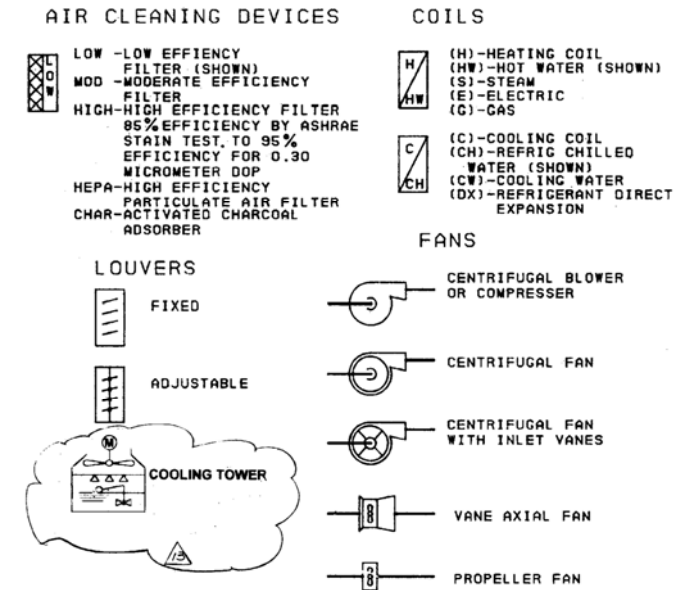 AIR CLEANING DEVICES
LOW
LOW -LOW EFFIENCY
FILTER (SHOWN)
MOD -MODERATE EFFICIENCY
FILTER
HIGH-HIGH EFFICIENCY FILTER
85% EFFICIENCY BY ASHRAE
STAIN TEST. TO 95%
EFFICIENCY FOR 0.30
MICROMETER DOP
HEPA-HIGH EFFICIENCY
PARTICULATE AIR FILTER
CHAR-ACTIVATED CHARCOAL
ADSORBER
LOUVERS
FIXED
ADJUSTABLE
M
COOLING TOWER
13
COILS
H
HW
(H)-HEATING COIL
(HW)-HOT WATER (SHOWN)
(S)-STEAM
(E)-ELECTRIC
(G)-GAS
C
CH
(C)-COOLING COIL
(CH)-REFRIG CHILLED
WATER (SHOWN)
(CW)-COOLING WATER
(DX)-REFRIGERANT DIRECT
EXPANSION
FANS
CENTRIFUGAL BLOWER
OR COMPRESSER
CENTRIFUGAL FAN
CENTRIFUGAL FAN
WITH INLET VANES
VANE AXIAL FAN
PROPELLER FAN